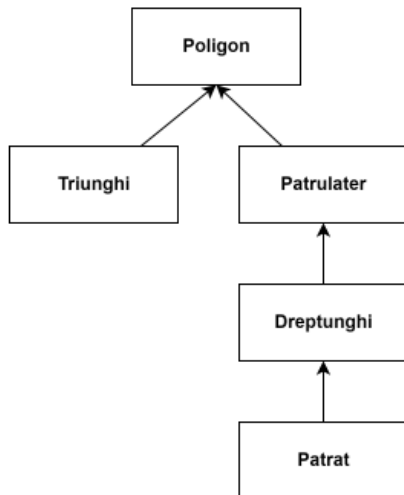 Poligon
Triunghi
Patrulater
Dreptunghi
Patrat